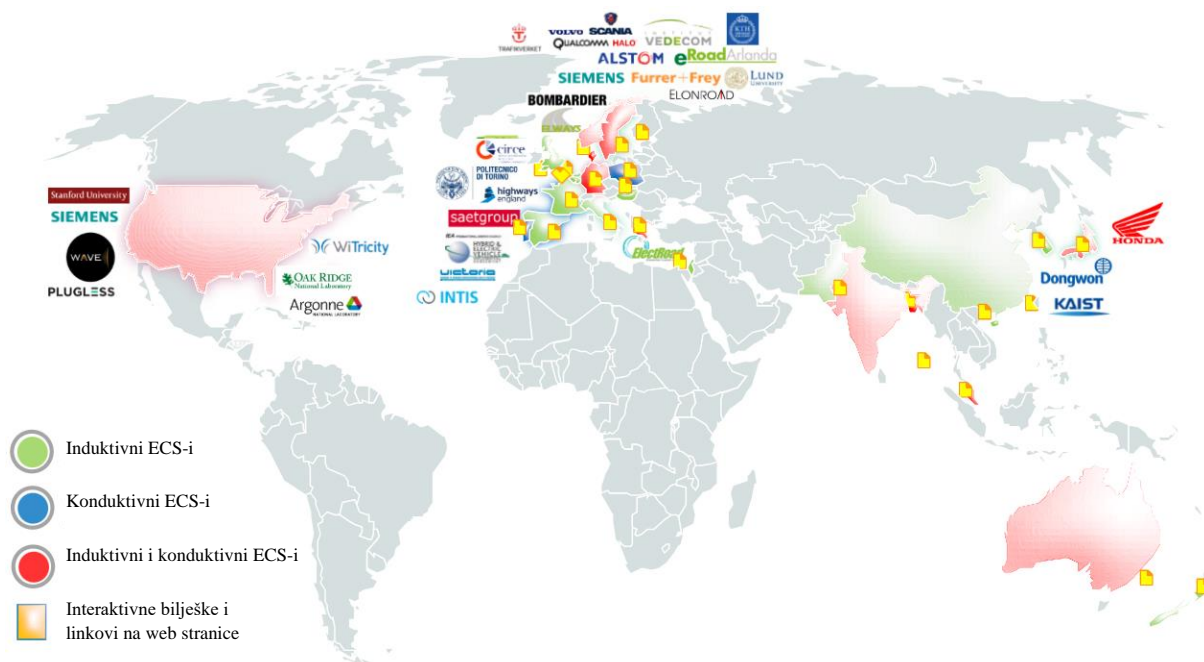 TRAFIKVERKET
VOLVO SCANIA
QUALCOMM HALO
INSTITUT
VEDECOM
KTH
ALSTOM
eRoadArlanda
SIEMENS
Furrer+Frey
LUND
UNIVERSITY
ELONROAD
BOMBARDIER
ELWAYS
circe
POLITECNICO
DI TORINO
highways
england
saetgroup
HYBRID &
ELECTRIC
VEHICLE
victoria
INTIS
ElectRoad
Stanford University
SIEMENS
WAVE
PLUGLESS
WiTricity
OAK RIDGE
National Laboratory
Argonne
NATIONAL LABORATORY
HONDA
Dongwon
KAIST
Induktivni ECS-i
Konduktivni ECS-i
Induktivni i konduktivni ECS-i
Interaktivne bilješke i
linkovi na web stranice